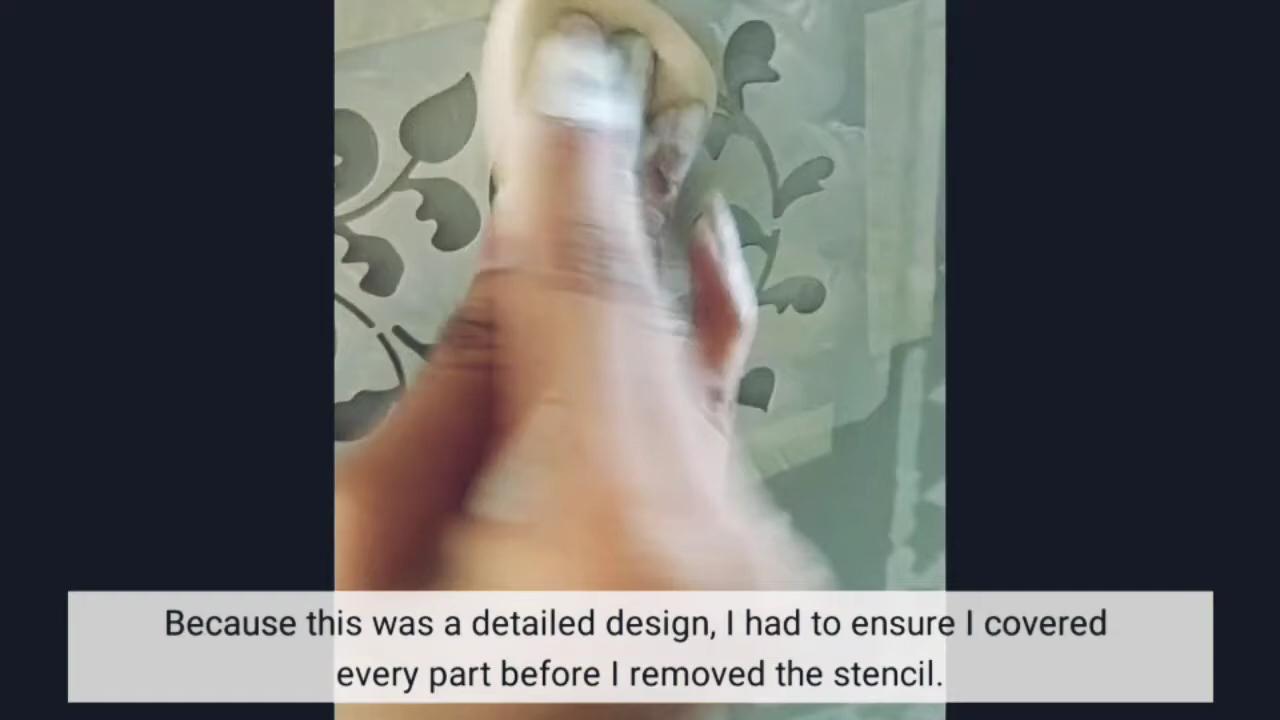 Because this was a detailed design, I had to ensure I covered
every part before I removed the stencil.